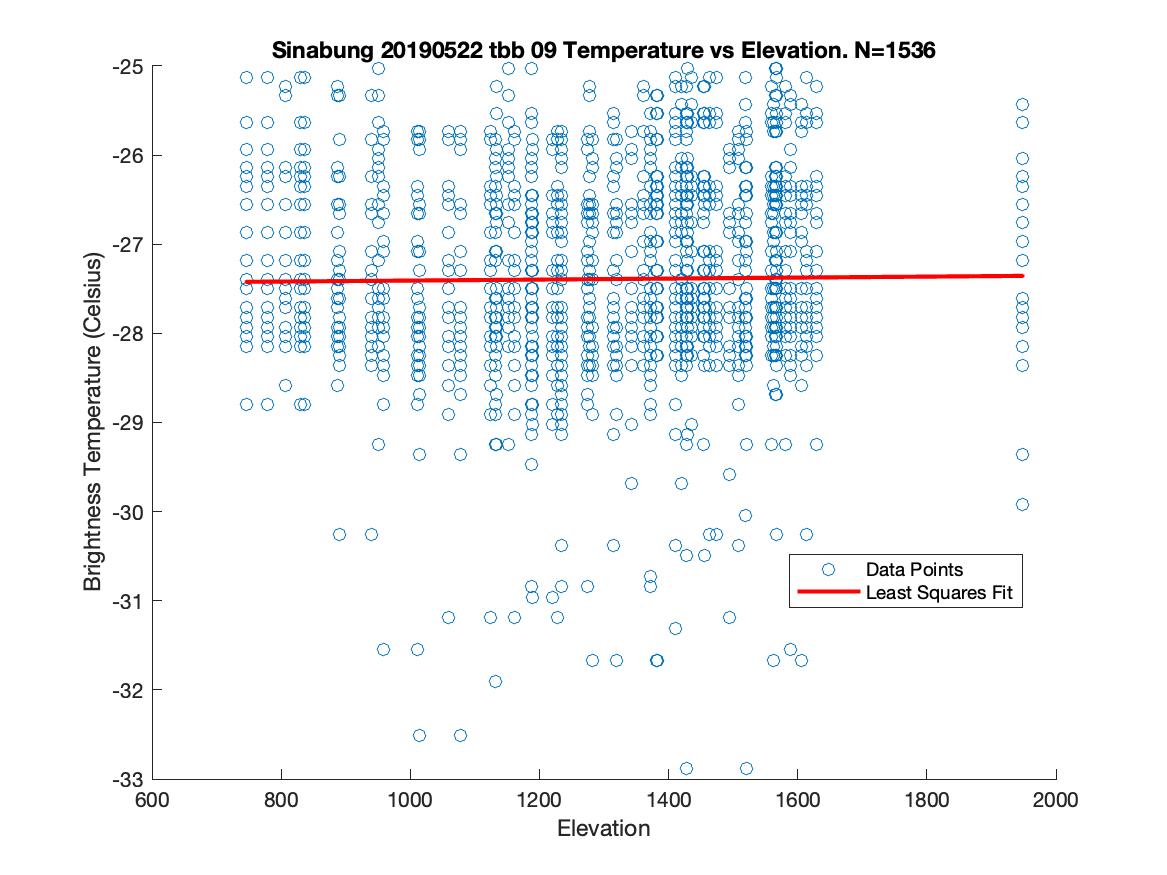 Sinabung 20190522 tbb 09 Temperature vs Elevation. N=1536
-25
-26
-27
-28
-29
-30
-31
-32
-33
Brightness Temperature (Celsius)
Data Points
Least Squares Fit
600 800 1000 1200 1400 1600 1800 2000
Elevation